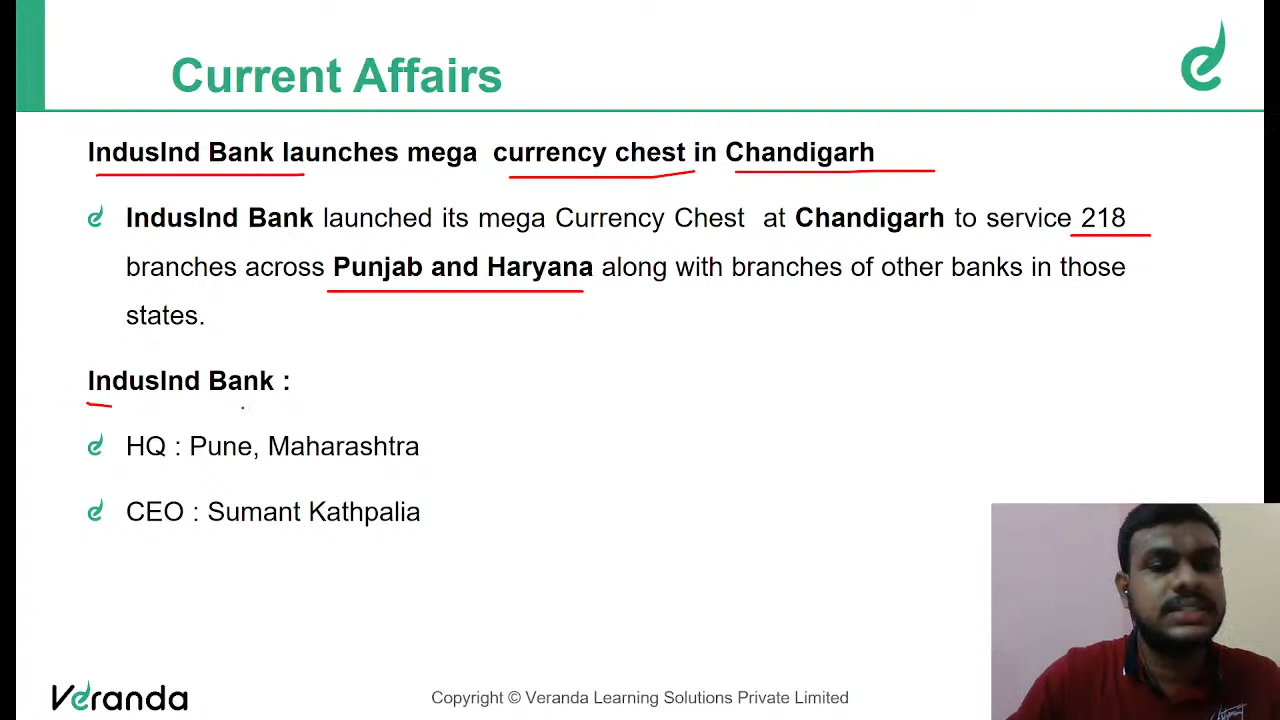 Current Affairs
IndusInd Bank launches mega currency chest in Chandigarh
IndusInd Bank launched its mega Currency Chest at Chandigarh to service 218
branches across Punjab and Haryana along with branches of other banks in those
states.
IndusInd Bank :
HQ : Pune, Maharashtra
CEO : Sumant Kathpalia
Veranda
Copyright © Veranda Learning Solutions Private Limited